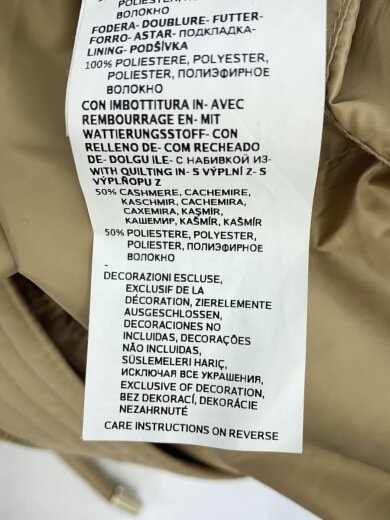 POLIESTER, ПОЛИЭФИРНОЕ
ВОЛОКНО
FODERA- DOUBLURE- FUTTER-
FORRO- ASTAR- ПОДКЛАДКА-
LINING- PODŠÍVKA
100% POLIESTERE, POLYESTER,
POLIESTER, ПОЛИЭФИРНОЕ
ВОЛОКНО
CON IMBOTTITURA IN- AVEC
REMBOURRAGE EN- MIT
WATTIERUNGSSTOFF- CON
RELLENO DE- COM RECHEADO
DE- DOLGU ILE- С НАБИВКОЙ ИЗ-
WITH QUILTING IN- S VÝPLNÍ Z- S
VÝPLŇOPU Z
50% CASHMERE, CACHEMIRE,
KASCHMIR, CACHEMIRA,
CAXEMIRA, KAŞMİR,
КАШЕМИР, KAŠMÍR, KAŠMÍR
50% POLIESTERE, POLYESTER,
POLIESTER, ПОЛИЭФИРНОЕ
ВОЛОКНО
-
DECORAZIONI ESCLUSE,
EXCLUSIF DE LA
DÉCORATION, ZIERELEMENTE
AUSGESCHLOSSEN,
DECORACIONES NO
INCLUIDAS, DECORAÇÕES
NÃO INCLUIDAS,
SÜSLEMELERI HARIÇ,
ИСКЛЮЧАЯ ВСЕ УКРАШЕНИЯ,
EXCLUSIVE OF DECORATION,
BEZ DEKORACÍ, DEKORÁCIE
NEZAHRNUTÉ
CARE INSTRUCTIONS ON REVERSE